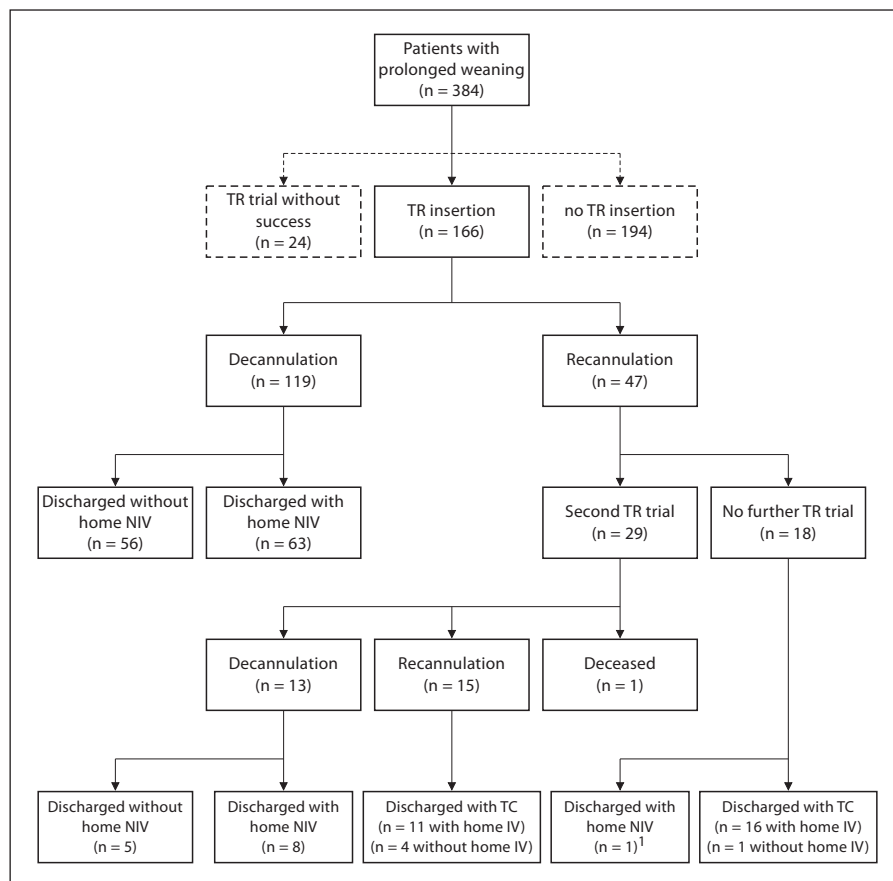 Patients with
prolonged weaning
(n = 384)
TR trial without
success
(n = 24)
TR insertion
(n = 166)
no TR insertion
(n = 194)
Decannulation
(n = 119)
Recannulation
(n = 47)
Discharged without
home NIV
(n = 56)
Discharged with
home NIV
(n = 63)
Second TR trial
(n = 29)
No further TR trial
(n = 18)
Decannulation
(n = 13)
Recannulation
(n = 15)
Deceased
(n = 1)
Discharged without
home NIV
(n = 5)
Discharged with
home NIV
(n = 8)
Discharged with TC
(n = 11 with home IV)
(n = 4 without home IV)
Discharged with
home NIV
(n = 1)¹
Discharged with TC
(n = 16 with home IV)
(n = 1 without home IV)